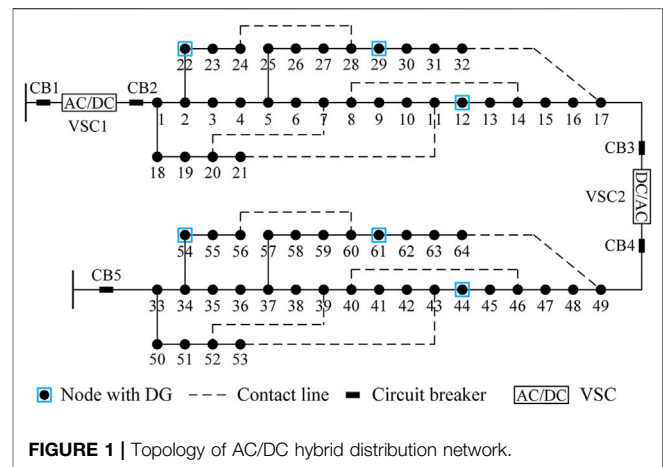 22 23 24 25 26 27 28 29 30 31 32
CB1 AC/DC CB2
VSC1 1 2 3 4 5 6 7 8 9 10 11 12 13 14 15 16 17
CB3
18 19 20 21
VSC2 DC/AC
54 55 56 57 58 59 60 61 62 63 64
CB4
CB5
33 34 35 36 37 38 39 40 41 42 43 44 45 46 47 48 49
50 51 52 53
Node with DG Contact line Circuit breaker AC/DC VSC
FIGURE 1 | Topology of AC/DC hybrid distribution network.